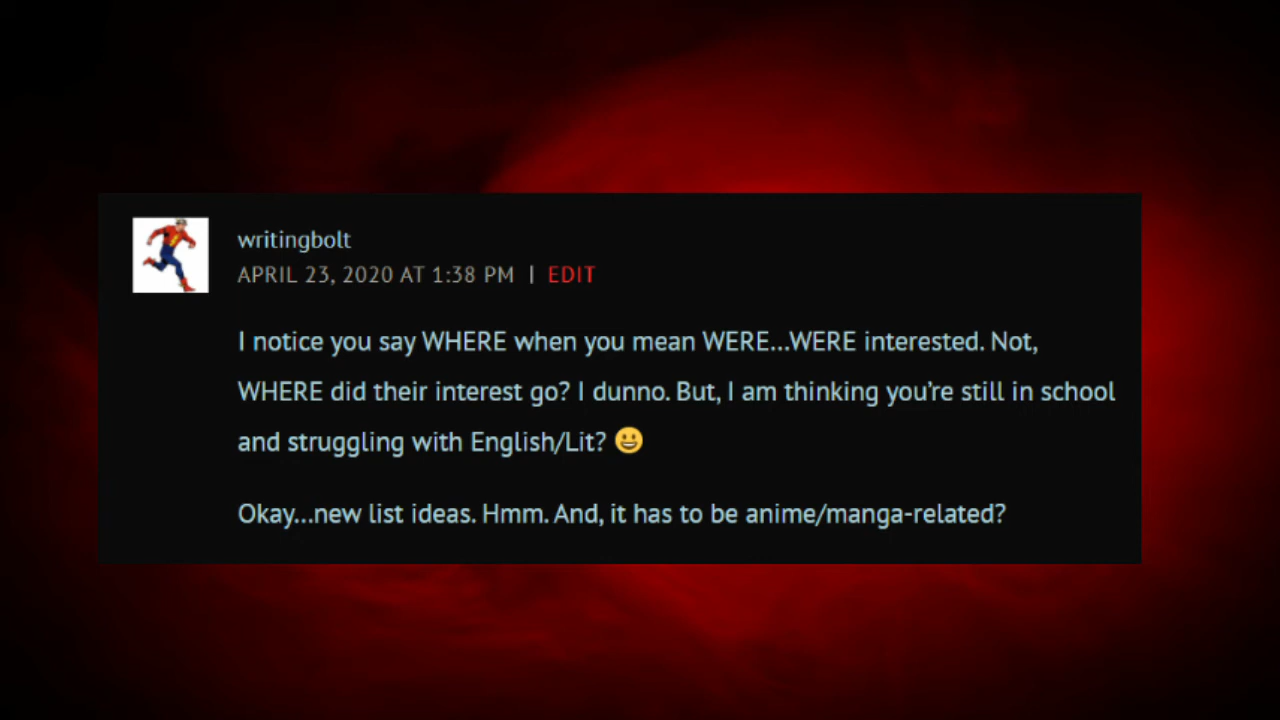 writingbolt
APRIL 23, 2020 AT 1:38 PM | EDIT
I notice you say WHERE when you mean WERE...WERE interested. Not,
WHERE did their interest go? I dunno. But, I am thinking you’re still in school
and struggling with English/Lit? 😀
Okay...new list ideas. Hmm. And, it has to be anime/manga-related?